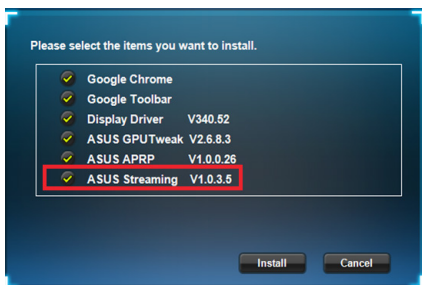 Please select the items you want to install.
Google Chrome
Google Toolbar
Display Driver V340.52
ASUS GPUTweak V2.6.8.3
ASUS APRP V1.0.0.26
ASUS Streaming V1.0.3.5
Install Cancel